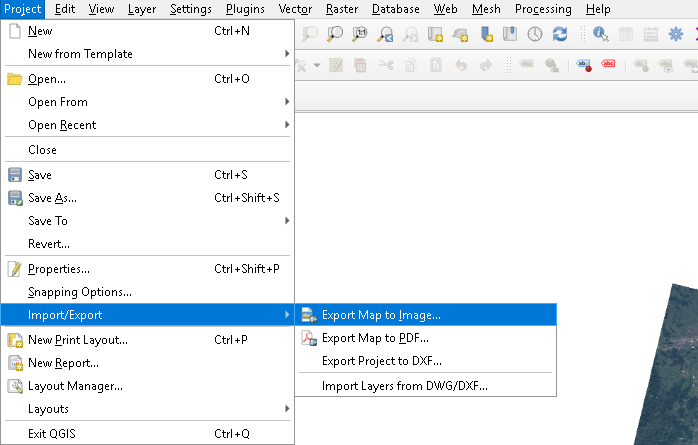 Project Edit View Layer Settings Plugins Vector Raster Database Web Mesh Processing Help
New Ctrl+N
New from Template
Open... Ctrl+O
Open From
Open Recent
Close
Save Ctrl+S
Save As... Ctrl+Shift+S
Save To
Revert...
Properties... Ctrl+Shift+P
Snapping Options...
Import/Export
Export Map to Image...
Export Map to PDF...
Export Project to DXF...
Import Layers from DWG/DXF...
New Print Layout... Ctrl+P
New Report...
Layout Manager...
Layouts
Exit QGIS Ctrl+Q